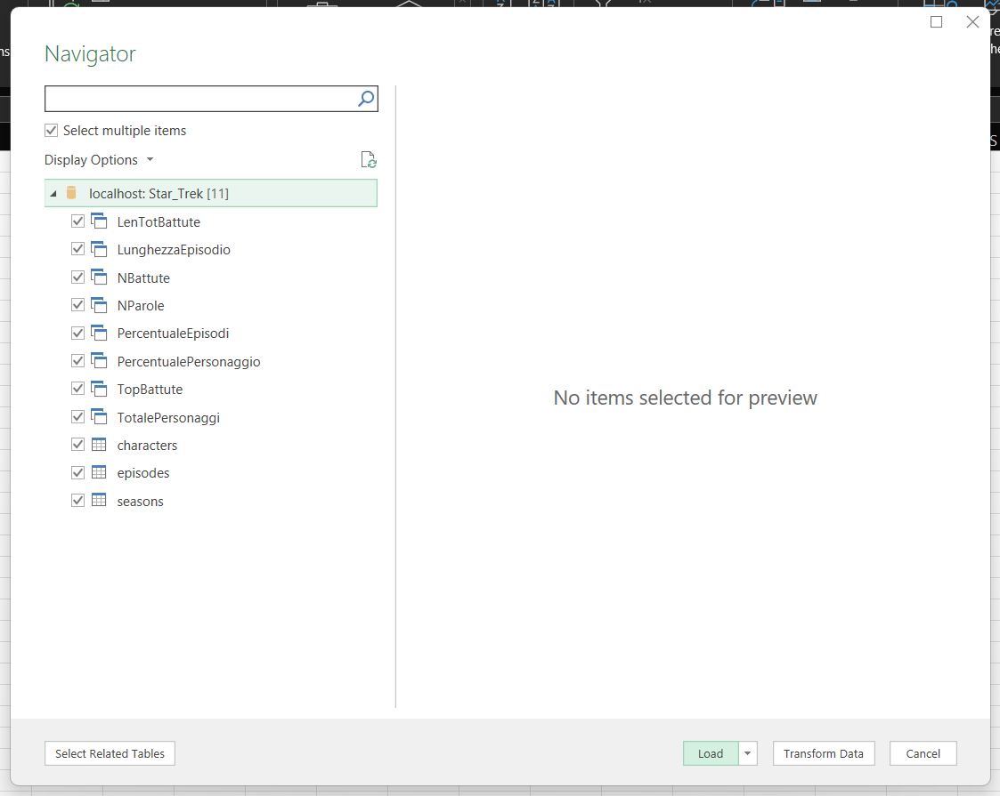 Navigator
Select multiple items
Display Options
localhost: Star_Trek [11]
LenTotBattute
LunghezzaEpisodio
NBattute
NParole
PercentualeEpisodi
PercentualePersonaggio
TopBattute
TotalePersonaggi
characters
episodes
seasons
No items selected for preview
Select Related Tables
Load
Transform Data
Cancel